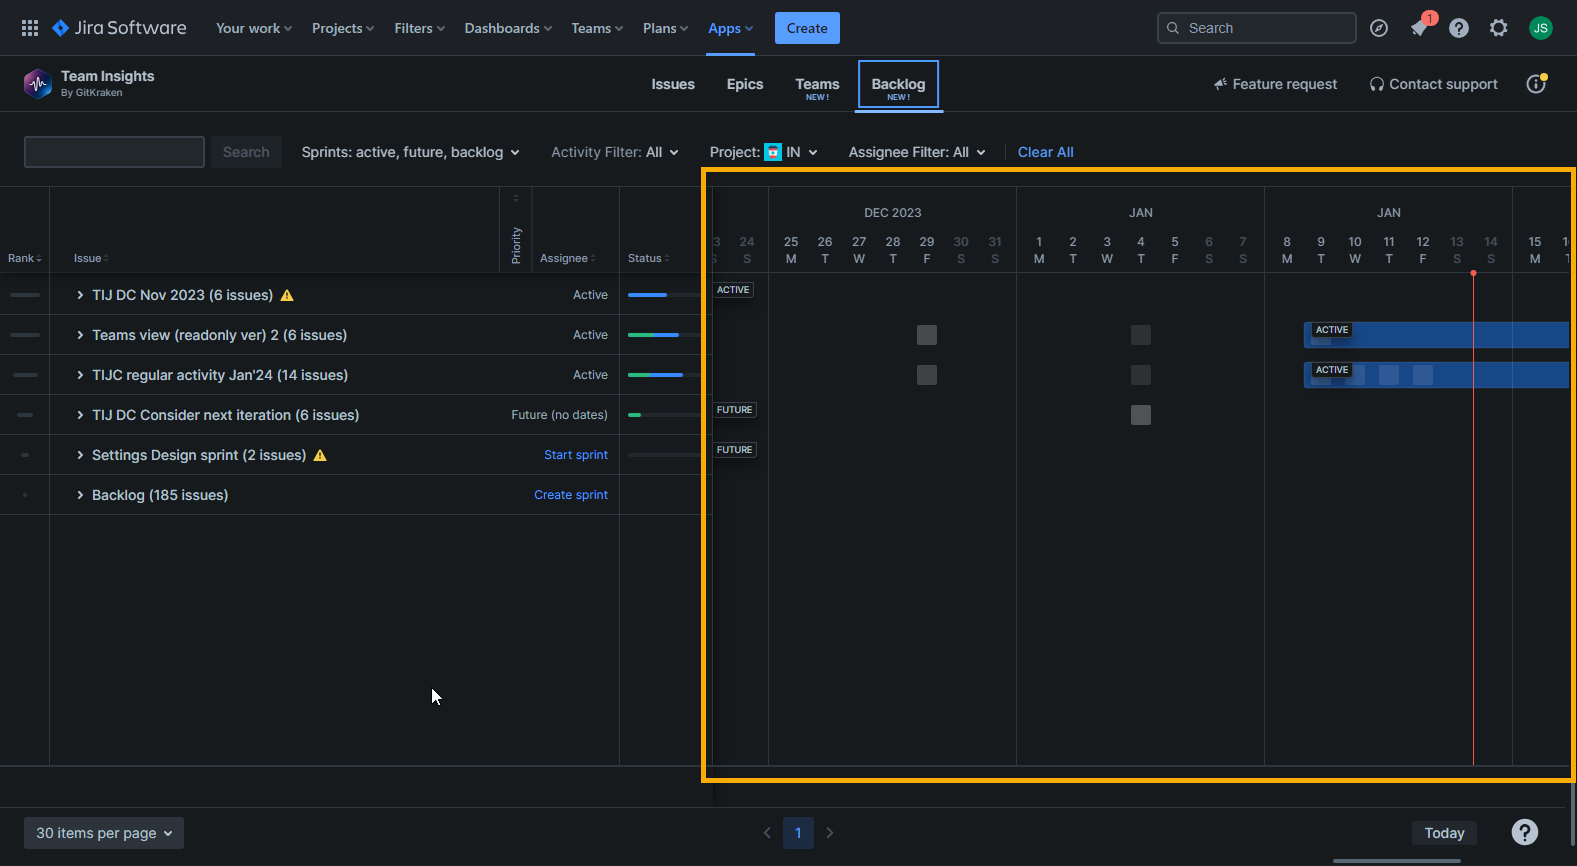 Jira Software Your work Projects Filters Dashboards Teams Plans Apps Create Search 1 JS
Team Insights
By GitKraken
Issues Epics Teams Backlog
NEW! NEW!
Feature request Contact support
Search Sprints: active, future, backlog Activity Filter: All Project: IN Assignee Filter: All Clear All
DEC 2023 JAN JAN
3 24 25 26 27 28 29 30 31 1 2 3 4 5 6 7 8 9 10 11 12 13 14 15
S S M T W T F S S M T W T F S S M T W T F S S M
Rank Issue Priority Assignee Status
TIJ DC Nov 2023 (6 issues) Active ACTIVE
Teams view (readonly ver) 2 (6 issues) Active ACTIVE
TIJC regular activity Jan'24 (14 issues) Active ACTIVE
TIJ DC Consider next iteration (6 issues) Future (no dates) FUTURE
Settings Design sprint (2 issues) Start sprint FUTURE
Backlog (185 issues) Create sprint
30 items per page 1 Today